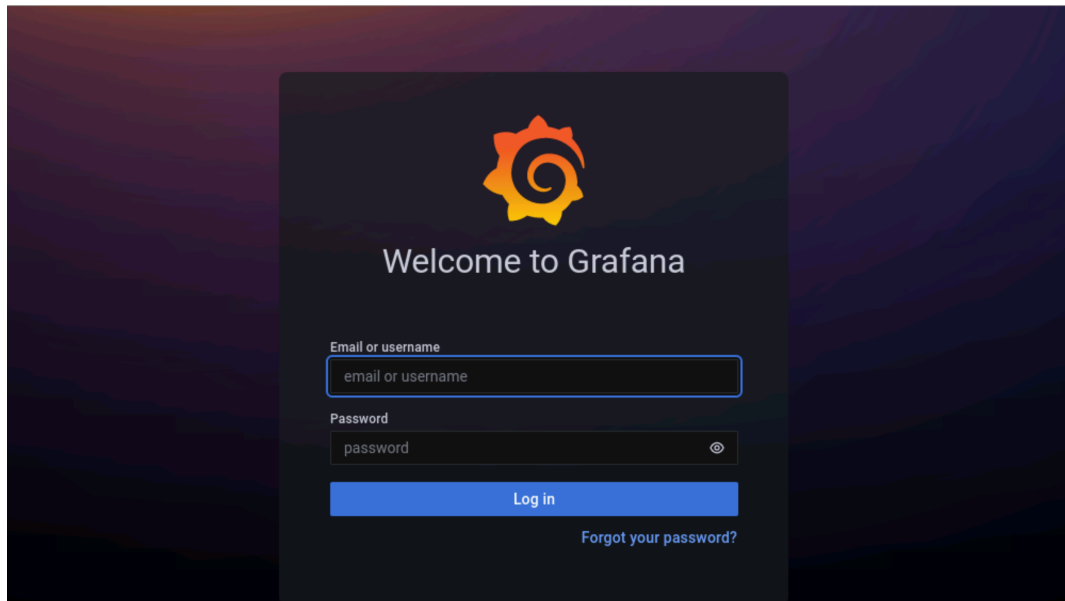 Welcome to Grafana
Email or username
email or username
Password
password
Log in
Forgot your password?